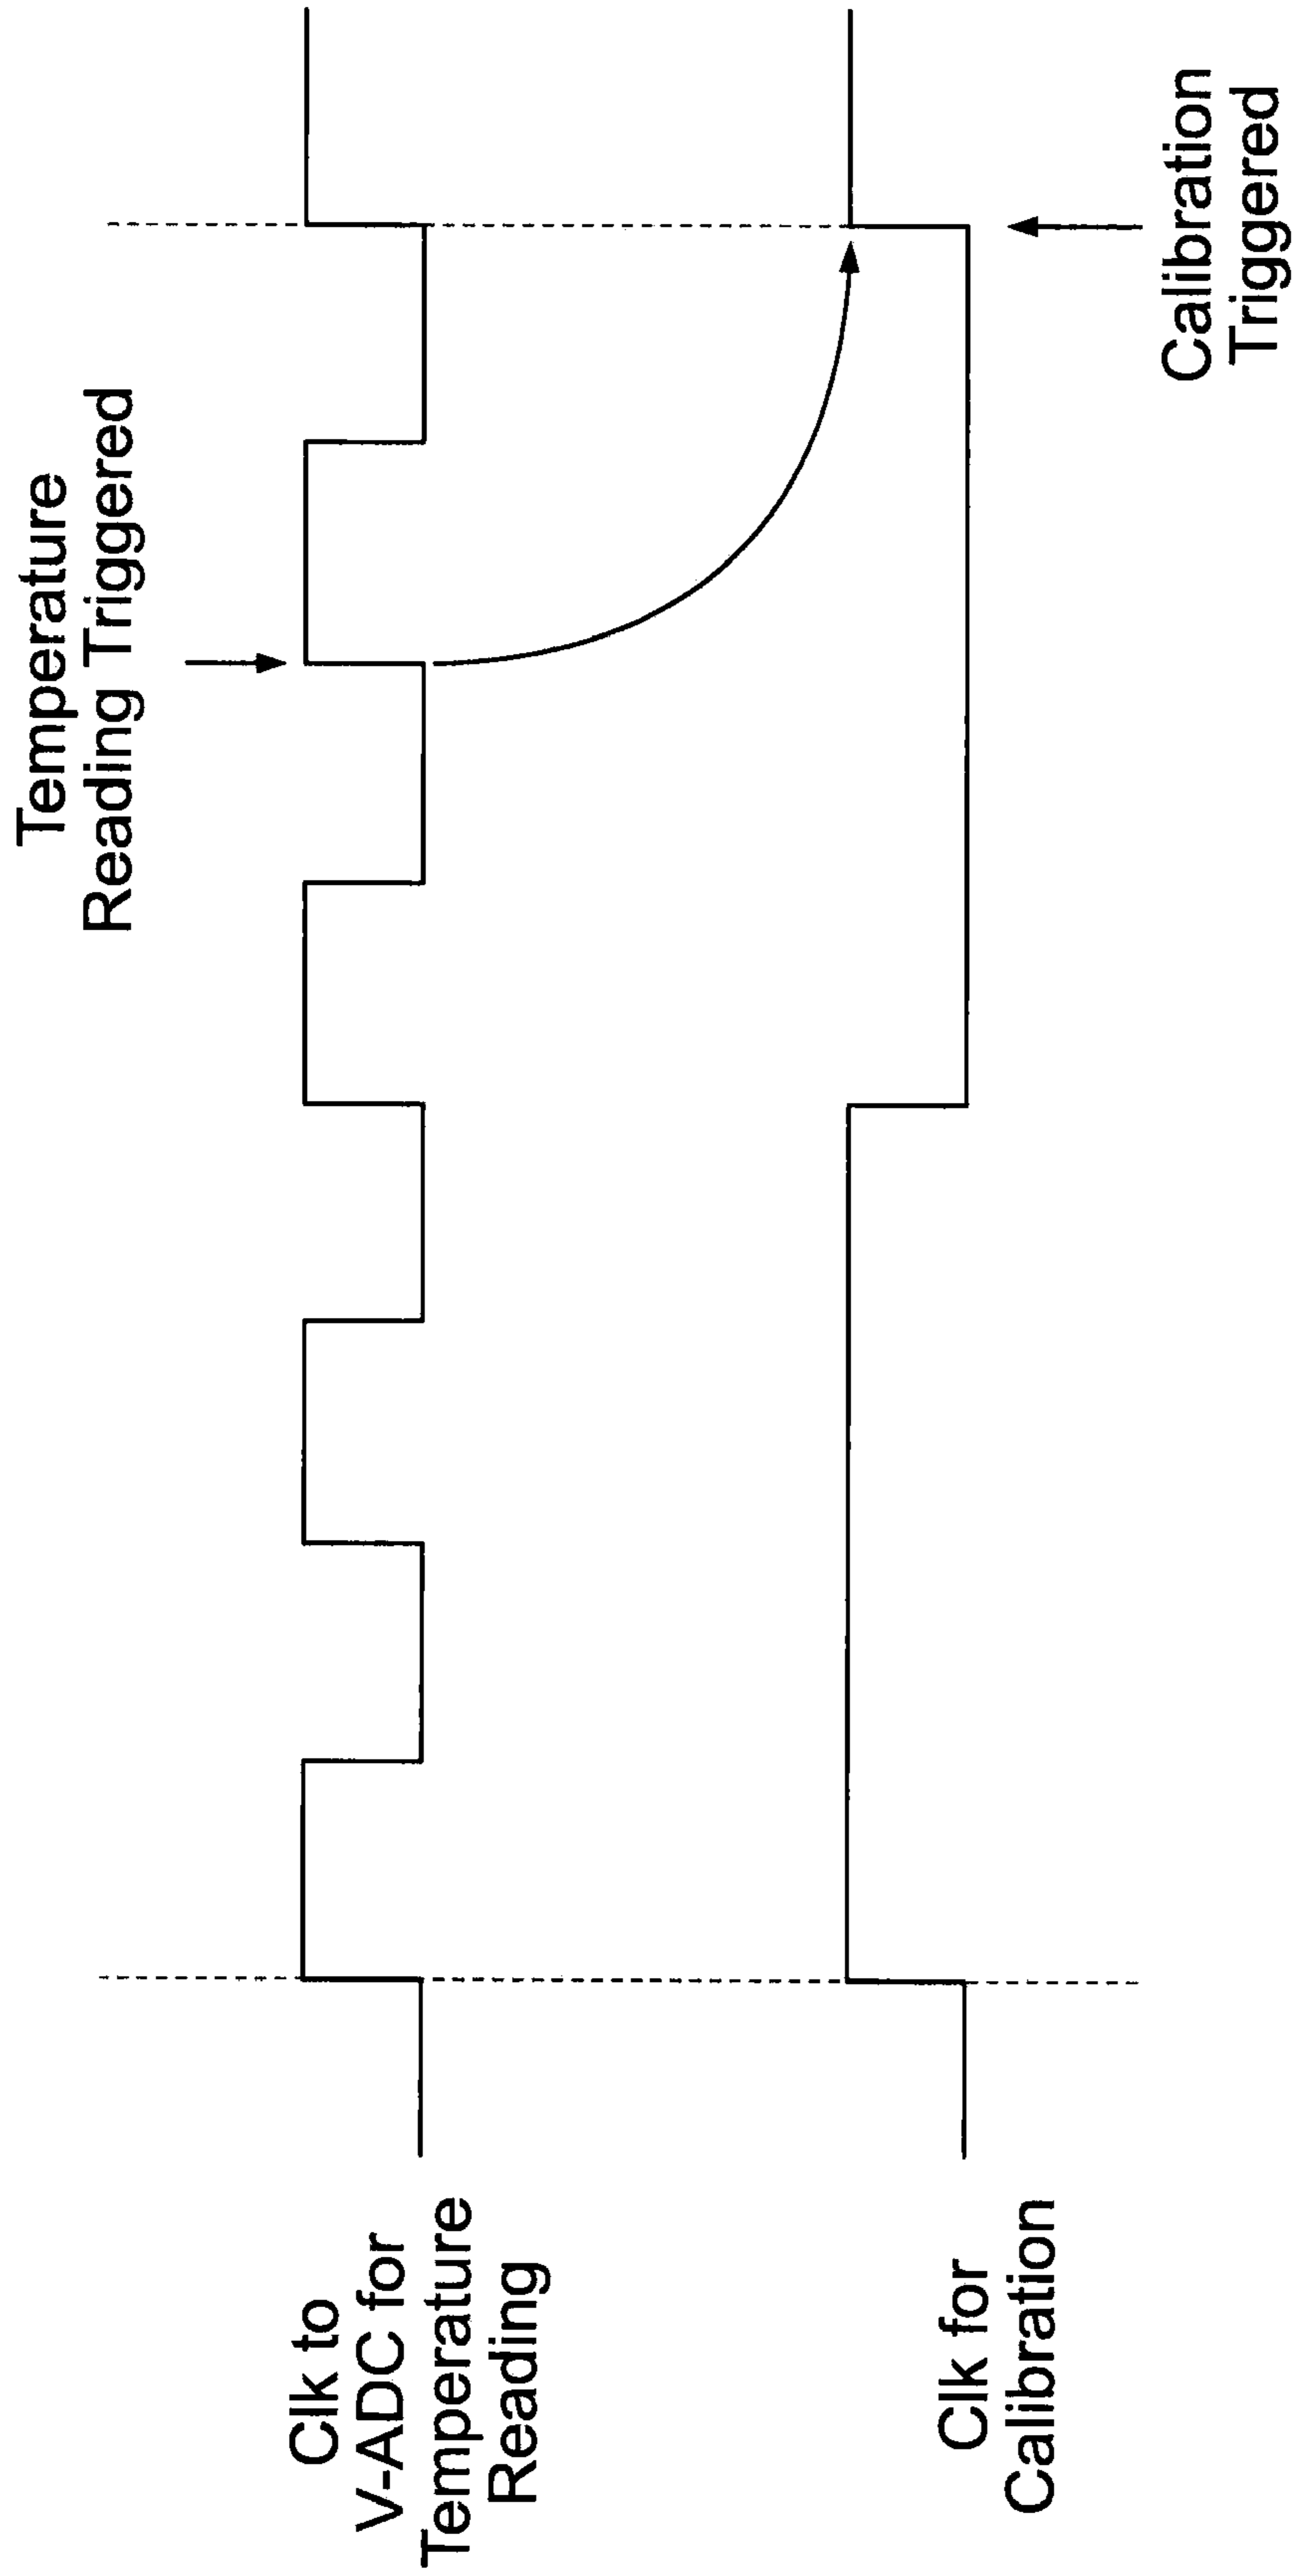 Temperature
Reading Triggered
Clk to
V-ADC for
Temperature
Reading
Clk for
Calibration
Calibration
Triggered